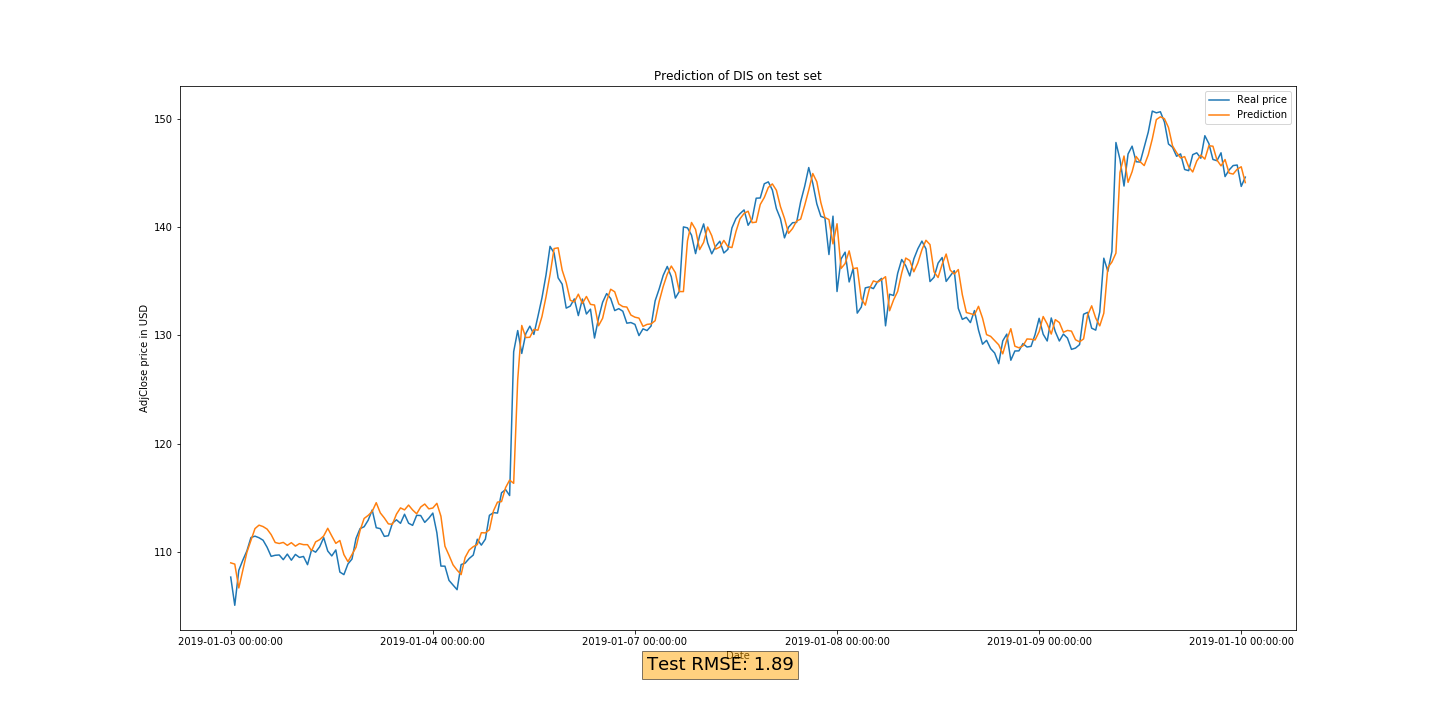 Prediction of DIS on test set
Real price
Prediction
150
140
130
120
110
AdjClose price in USD
2019-01-03 00:00:00
2019-01-04 00:00:00
2019-01-07 00:00:00
2019-01-08 00:00:00
2019-01-09 00:00:00
2019-01-10 00:00:00
Date
Test RMSE: 1.89